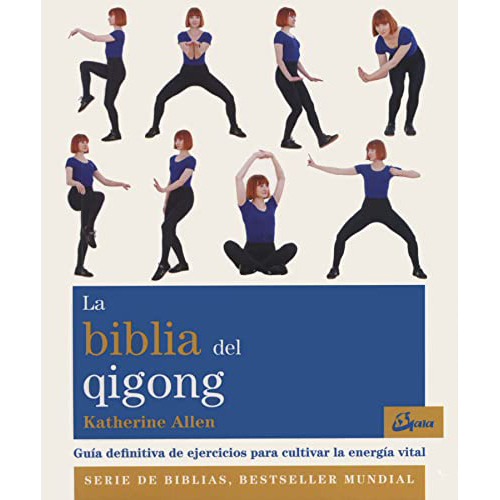 La
biblia del
qigong
Katherine Allen
Gaia
Guía definitiva de ejercicios para cultivar la energía vital
SERIE DE BIBLIAS, BESTSELLER MUNDIAL